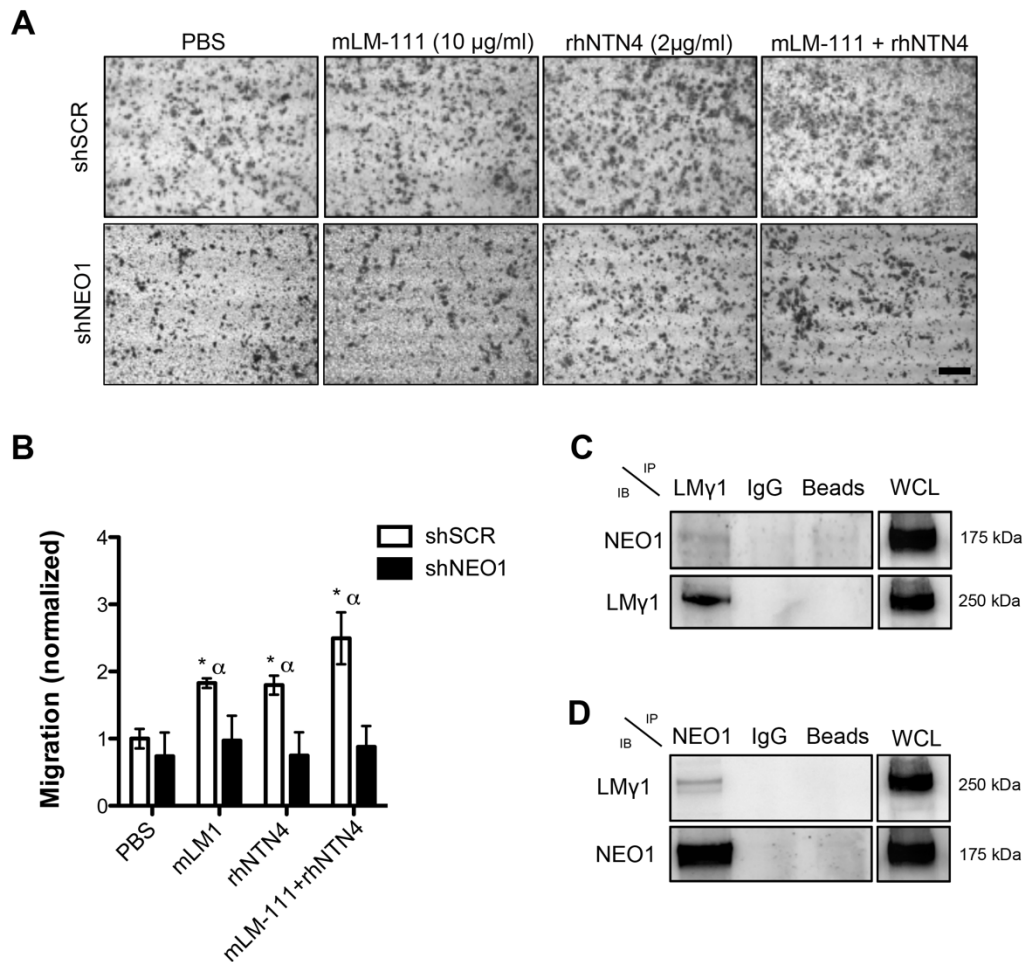 A
PBS
mLM-111 (10 µg/ml)
rhNTN4 (2µg/ml)
mLM-111 + rhNTN4
shSCR
shNEO1
B
Migration (normalized)
4
3
2
1
0
shSCR
shNEO1
* α
* α
* α
PBS
mLM1
rhNTN4
mLM-111+rhNTN4
C
IP
IB
LMγ1 IgG Beads WCL
NEO1 175 kDa
LMγ1 250 kDa
D
IP
IB
NEO1 IgG Beads WCL
LMγ1 250 kDa
NEO1 175 kDa